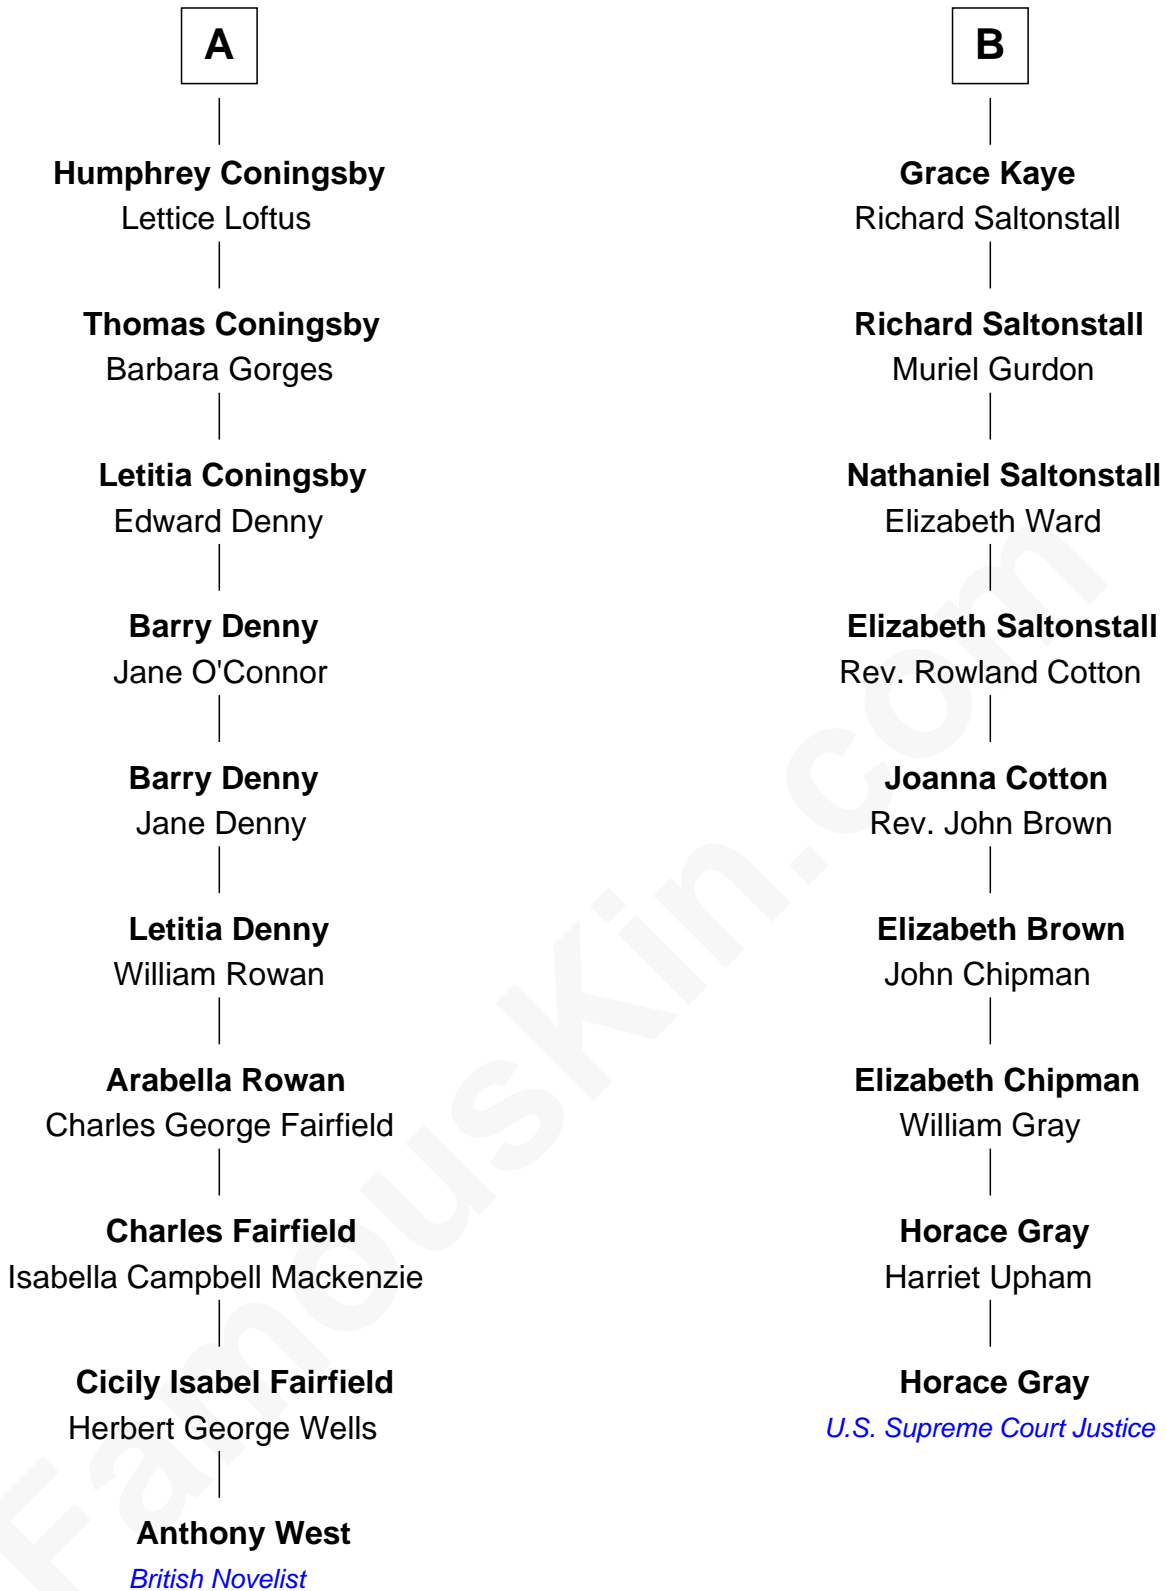 A
Humphrey Coningsby
Lettice Loftus
Thomas Coningsby
Barbara Gorges
Letitia Coningsby
Edward Denny
Barry Denny
Jane O'Connor
Barry Denny
Jane Denny
Letitia Denny
William Rowan
Arabella Rowan
Charles George Fairfield
Charles Fairfield
Isabella Campbell Mackenzie
Cicily Isabel Fairfield
Herbert George Wells
Anthony West
British Novelist
B
Grace Kaye
Richard Saltonstall
Richard Saltonstall
Muriel Gurdon
Nathaniel Saltonstall
Elizabeth Ward
Elizabeth Saltonstall
Rev. Rowland Cotton
Joanna Cotton
Rev. John Brown
Elizabeth Brown
John Chipman
Elizabeth Chipman
William Gray
Horace Gray
Harriet Upham
Horace Gray
U.S. Supreme Court Justice
FamousKin.com